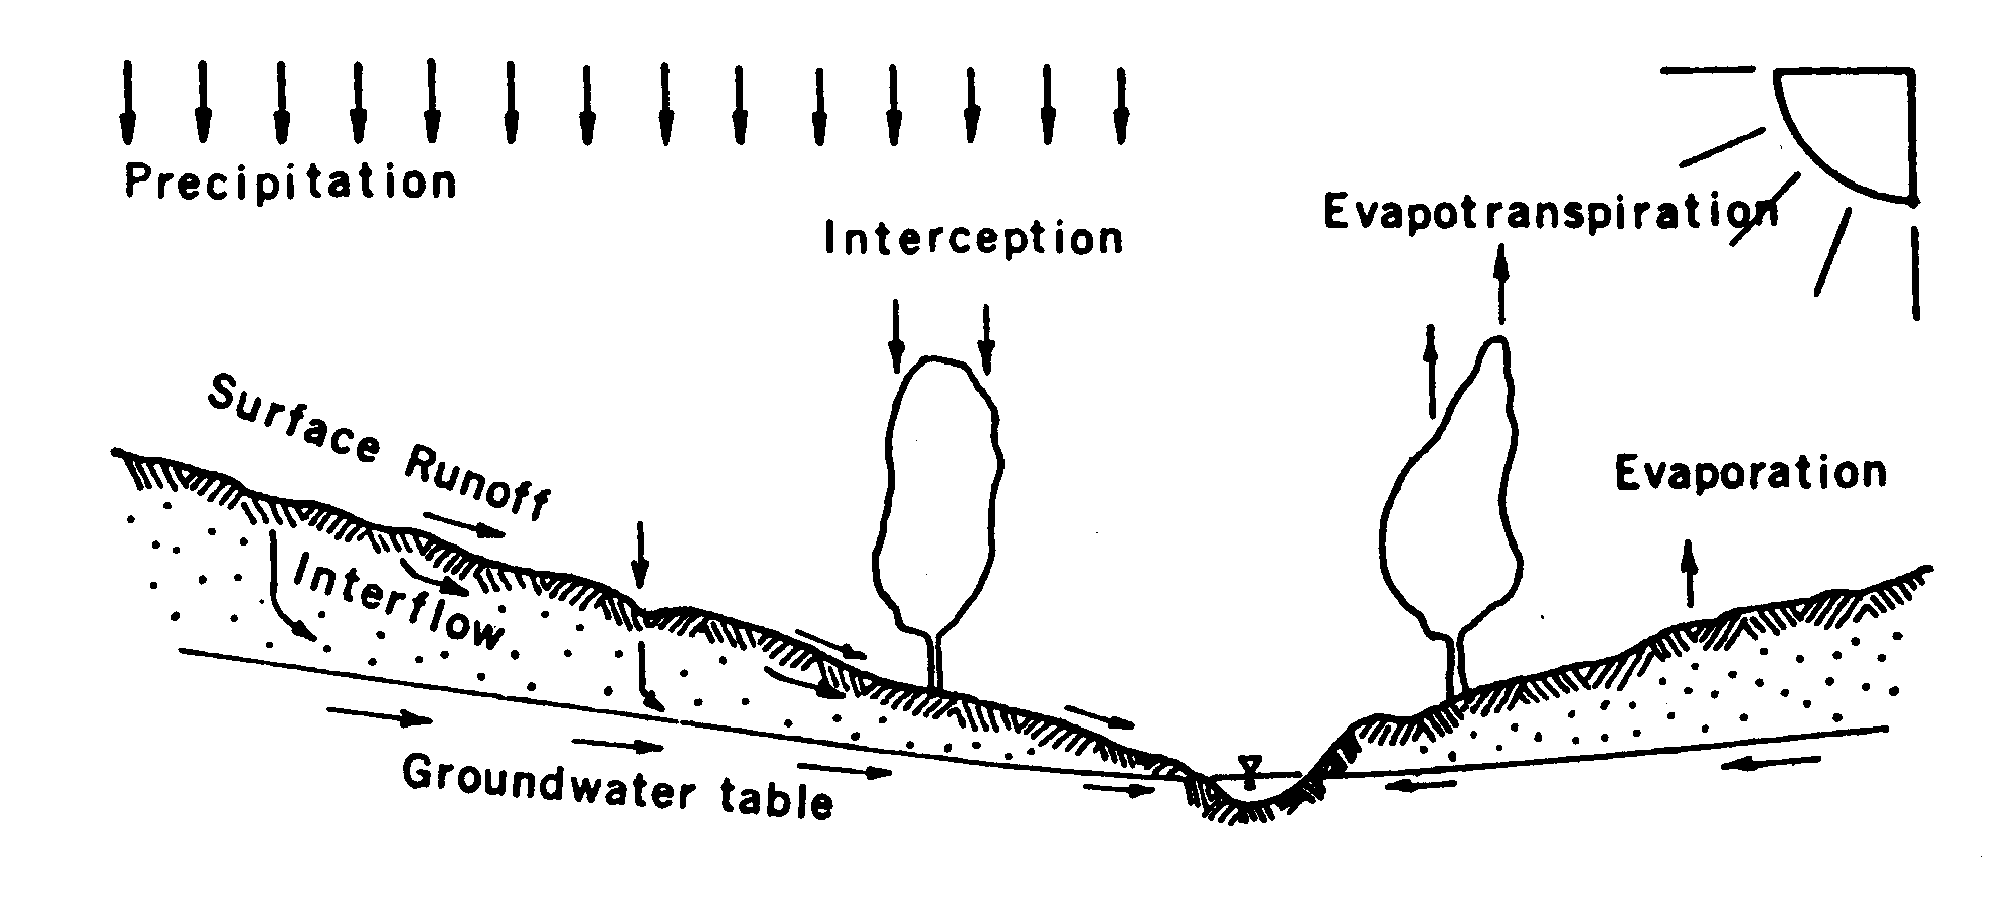 Precipitation
Interception
Evapotranspiration
Surface Runoff
Evaporation
Interflow
Groundwater table